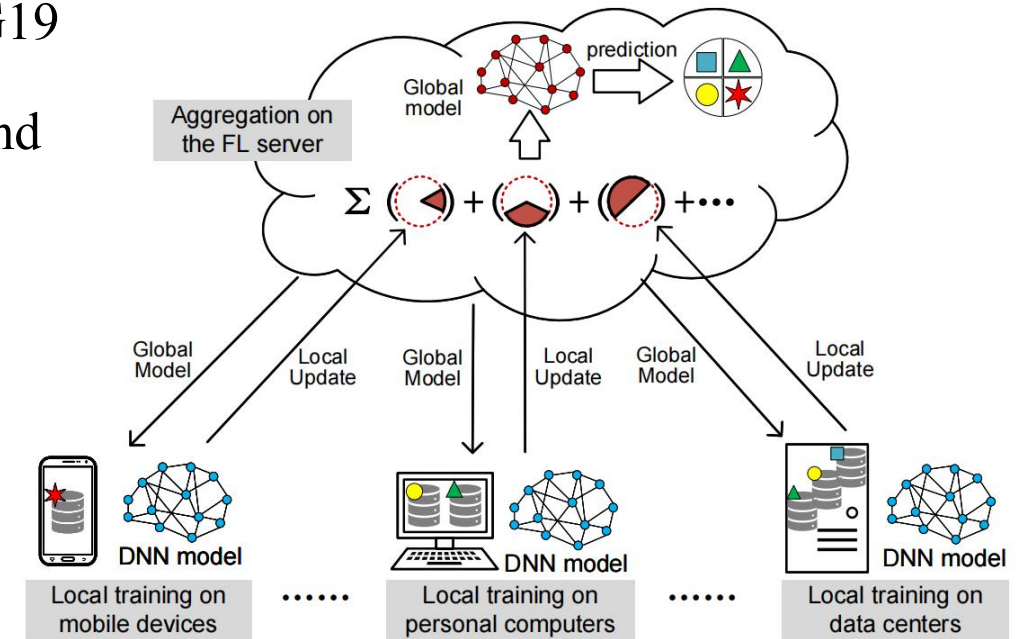 G19
nd
prediction
Global
model
Aggregation on
the FL server
Σ ( ) + ( ) + ( ) +•••
Global
Model
Local
Update
Global
Model
Local
Update
Global
Model
Local
Update
DNN model
DNN model
DNN model
Local training on
mobile devices
••••••
Local training on
personal computers
••••••
Local training on
data centers